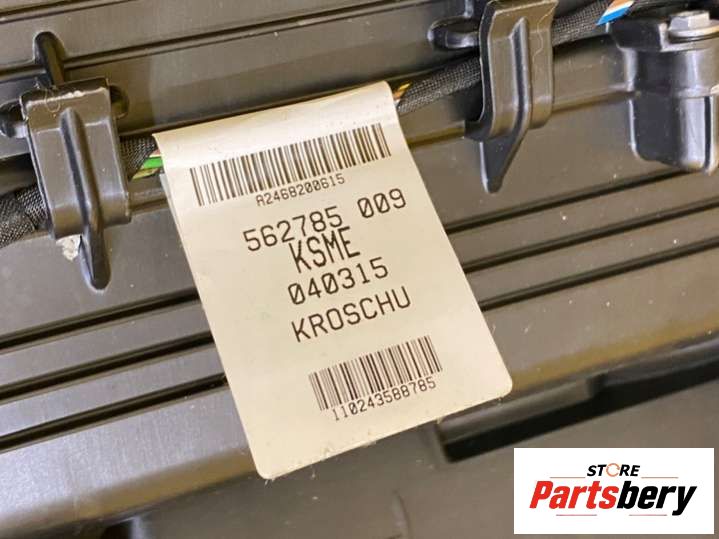 A2468200615
562785 009
KSME
040315
KROSCHU
110243588785
STORE
Partsbery